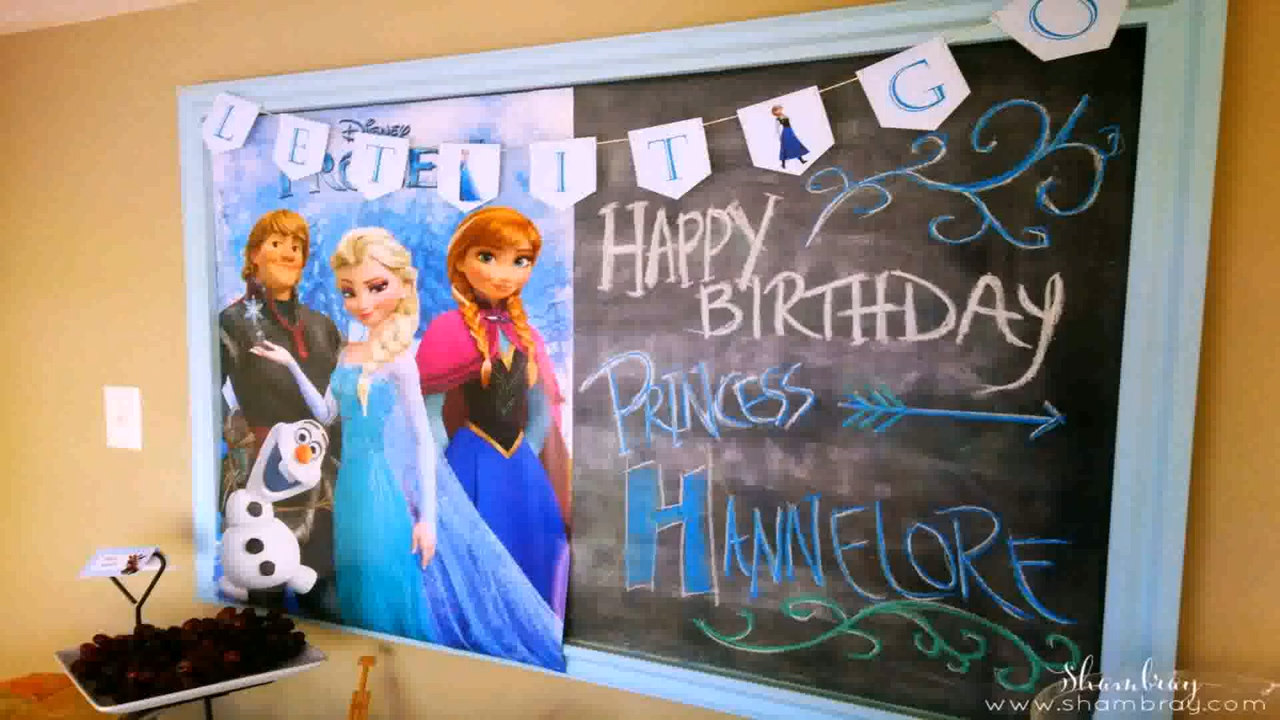 LET IT GO
DISNEY
FROZEN
HAPPY
BIRTHDAY
PRINCESS
HANNELORE
Shambray
www.shambray.com